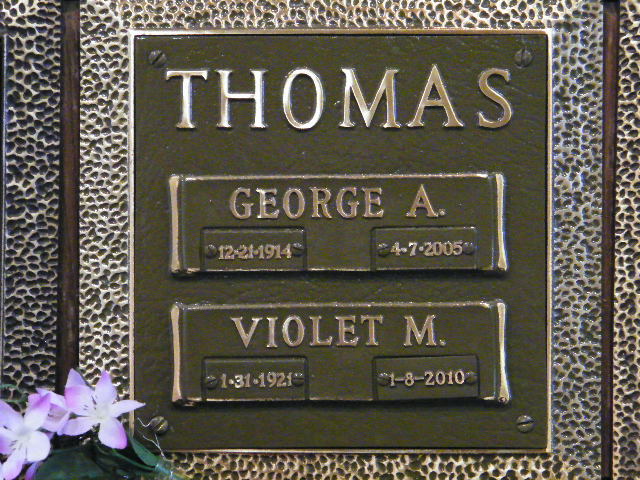 THOMAS
GEORGE A.
12·21·1914 4·7·2005
VIOLET M.
1·31·1921 1-8-2010